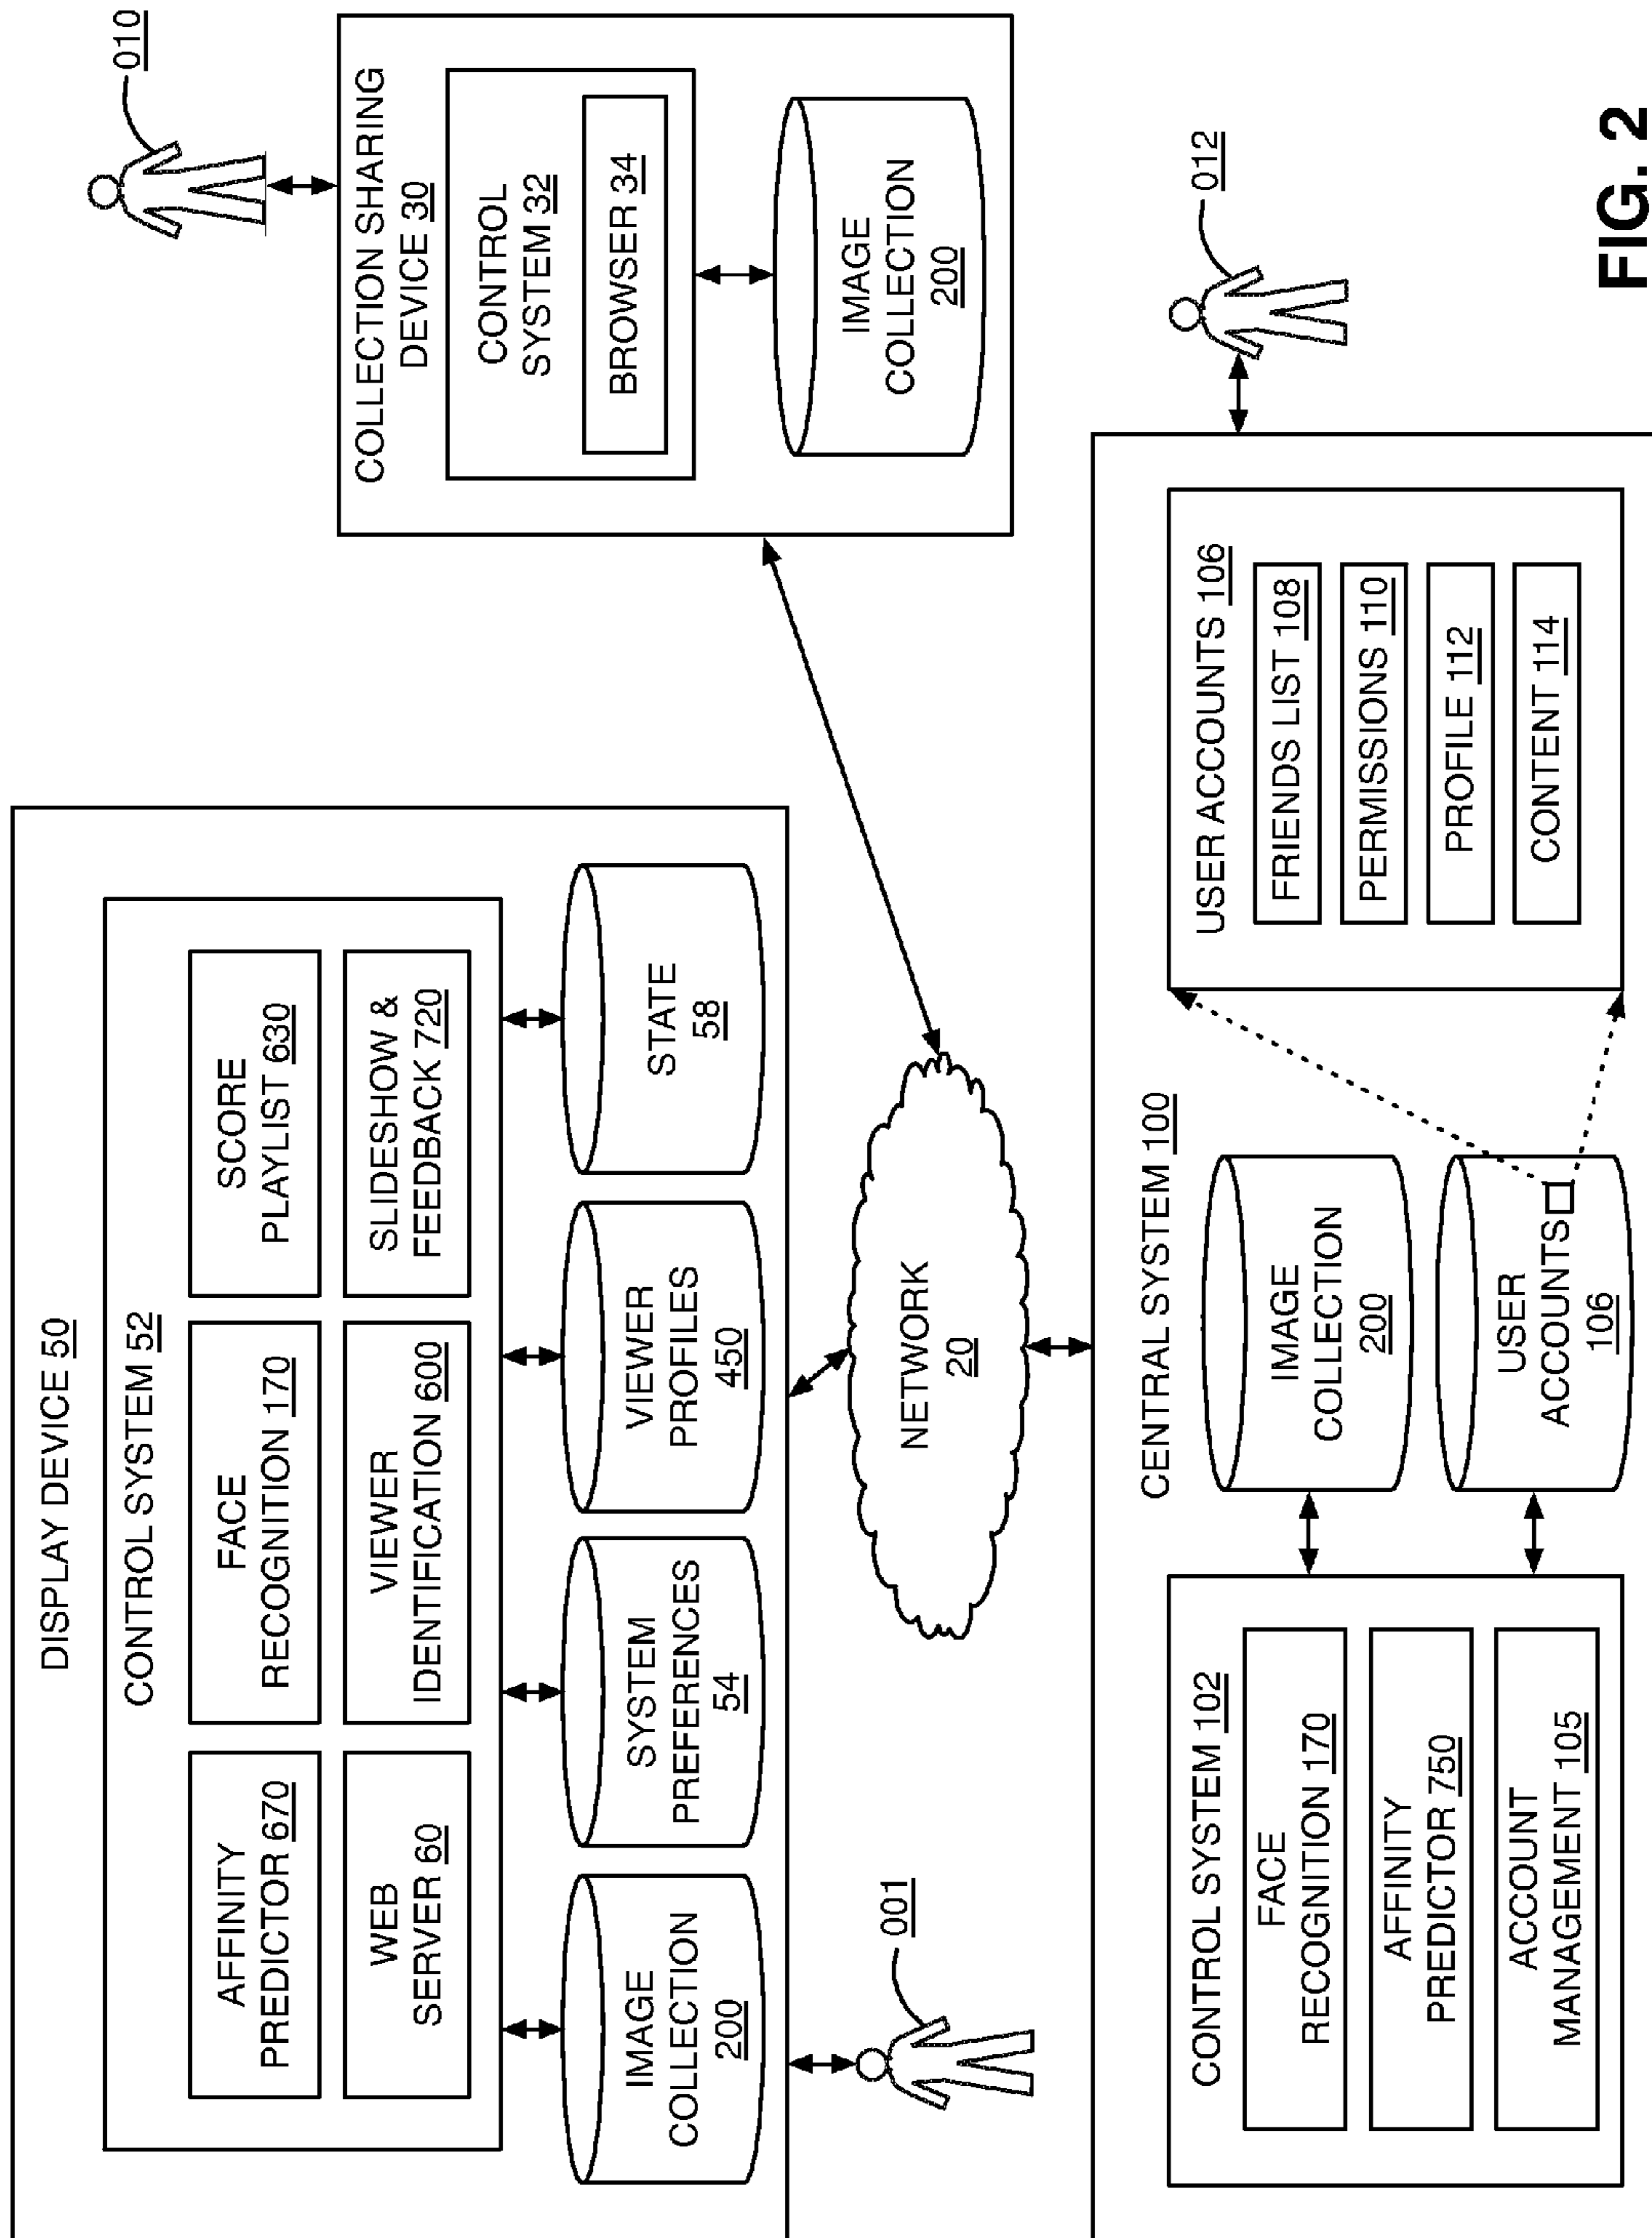 DISPLAY DEVICE 50
CONTROL SYSTEM 52
AFFINITY
PREDICTOR 670
FACE
RECOGNITION 170
SCORE
PLAYLIST 630
WEB
SERVER 60
VIEWER
IDENTIFICATION 600
SLIDESHOW &
FEEDBACK 720
IMAGE
COLLECTION
200
SYSTEM
PREFERENCES
54
VIEWER
PROFILES
450
STATE
58
001
010
COLLECTION SHARING
DEVICE 30
CONTROL
SYSTEM 32
BROWSER 34
IMAGE
COLLECTION
200
NETWORK
20
CENTRAL SYSTEM 100
CONTROL SYSTEM 102
FACE
RECOGNITION 170
AFFINITY
PREDICTOR 750
ACCOUNT
MANAGEMENT 105
IMAGE
COLLECTION
200
USER
ACCOUNTS
106
USER ACCOUNTS 106
FRIENDS LIST 108
PERMISSIONS 110
PROFILE 112
CONTENT 114
012
FIG. 2